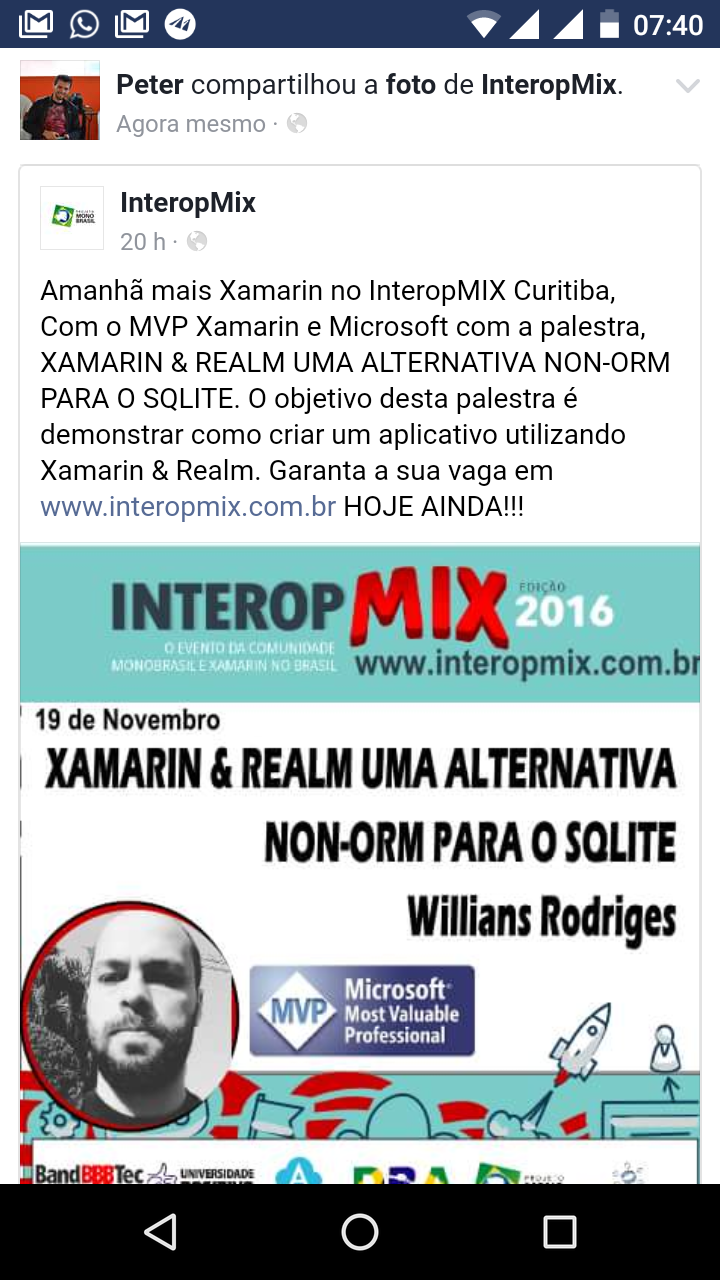 07:40
Peter compartilhou a foto de InteropMix.
Agora mesmo ·
PROJETO
MONO
BRASIL
InteropMix
20 h ·
Amanhã mais Xamarin no InteropMIX Curitiba,
Com o MVP Xamarin e Microsoft com a palestra,
XAMARIN & REALM UMA ALTERNATIVA NON-ORM
PARA O SQLITE. O objetivo desta palestra é
demonstrar como criar um aplicativo utilizando
Xamarin & Realm. Garanta a sua vaga em
www.interopmix.com.br HOJE AINDA!!!
INTEROPMIX EDIÇÃO 2016
O EVENTO DA COMUNIDADE
MONOBRASIL E XAMARIN NO BRASIL
www.interopmix.com.br
19 de Novembro
XAMARIN & REALM UMA ALTERNATIVA
NON-ORM PARA O SQLITE
Willians Rodriges
MVP
Microsoft
Most Valuable
Professional
BandBBBTec
UNIVERSIDADE